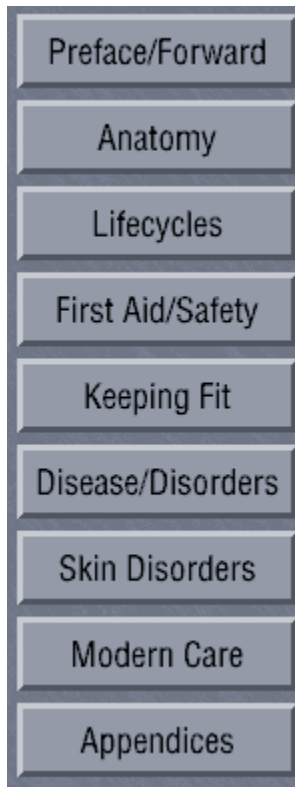 Preface/Forward
Anatomy
Lifecycles
First Aid/Safety
Keeping Fit
Disease/Disorders
Skin Disorders
Modern Care
Appendices